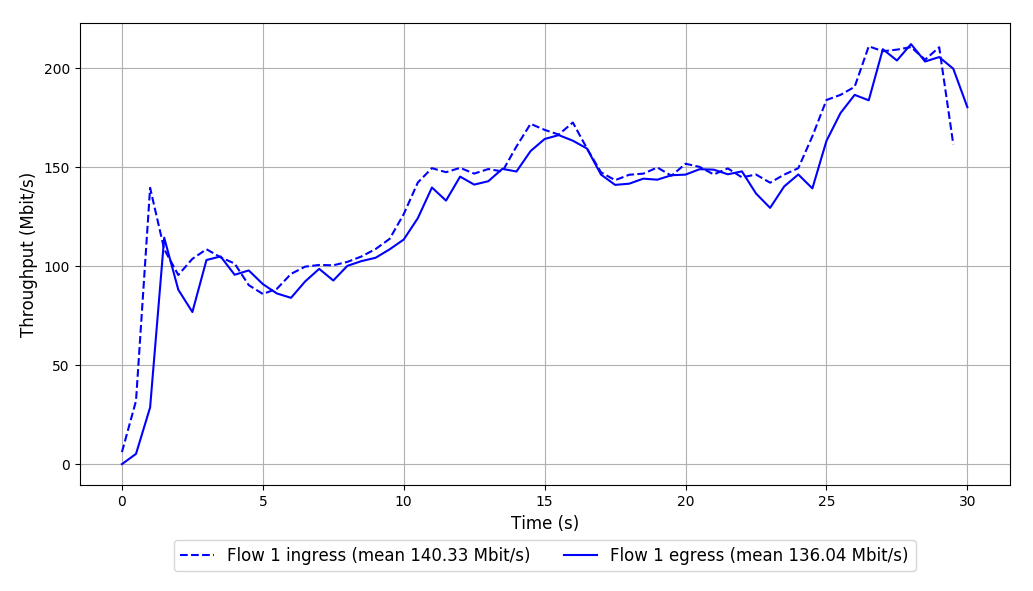 Throughput (Mbit/s)
200
150
100
50
0
0 5 10 15 20 25 30
Time (s)
Flow 1 ingress (mean 140.33 Mbit/s) Flow 1 egress (mean 136.04 Mbit/s)